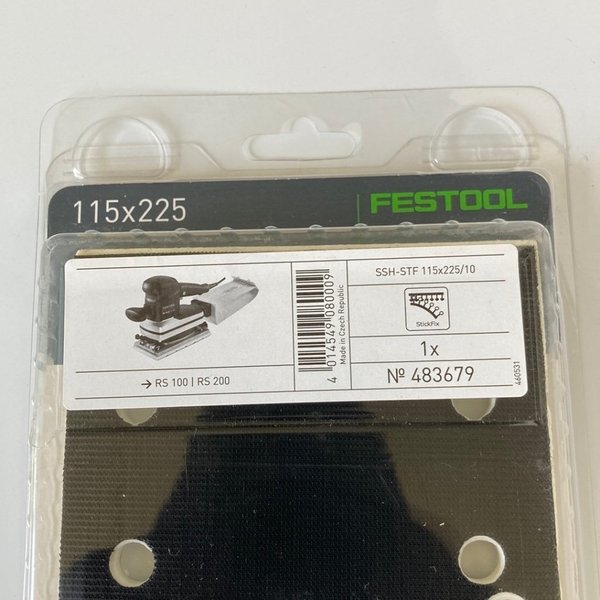 115x225
FESTOOL
SSH-STF 115x225/10
StickFix
1x
№ 483679
→ RS 100 | RS 200
4 014549 080009
Made in Czech Republic
460531